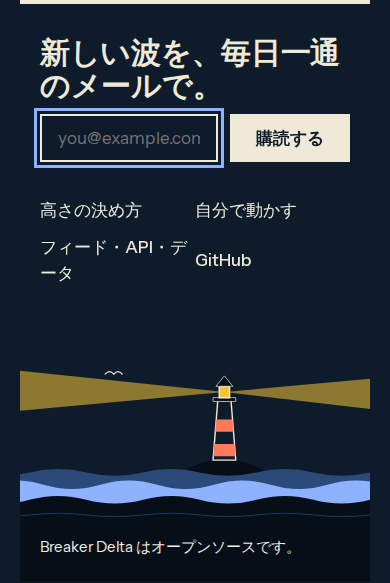 新しい波を、毎日一通
のメールで。
you@example.con
購読する
高さの決め方
自分で動かす
フィード・API・デ
ータ
GitHub
Breaker Delta はオープンソースです。